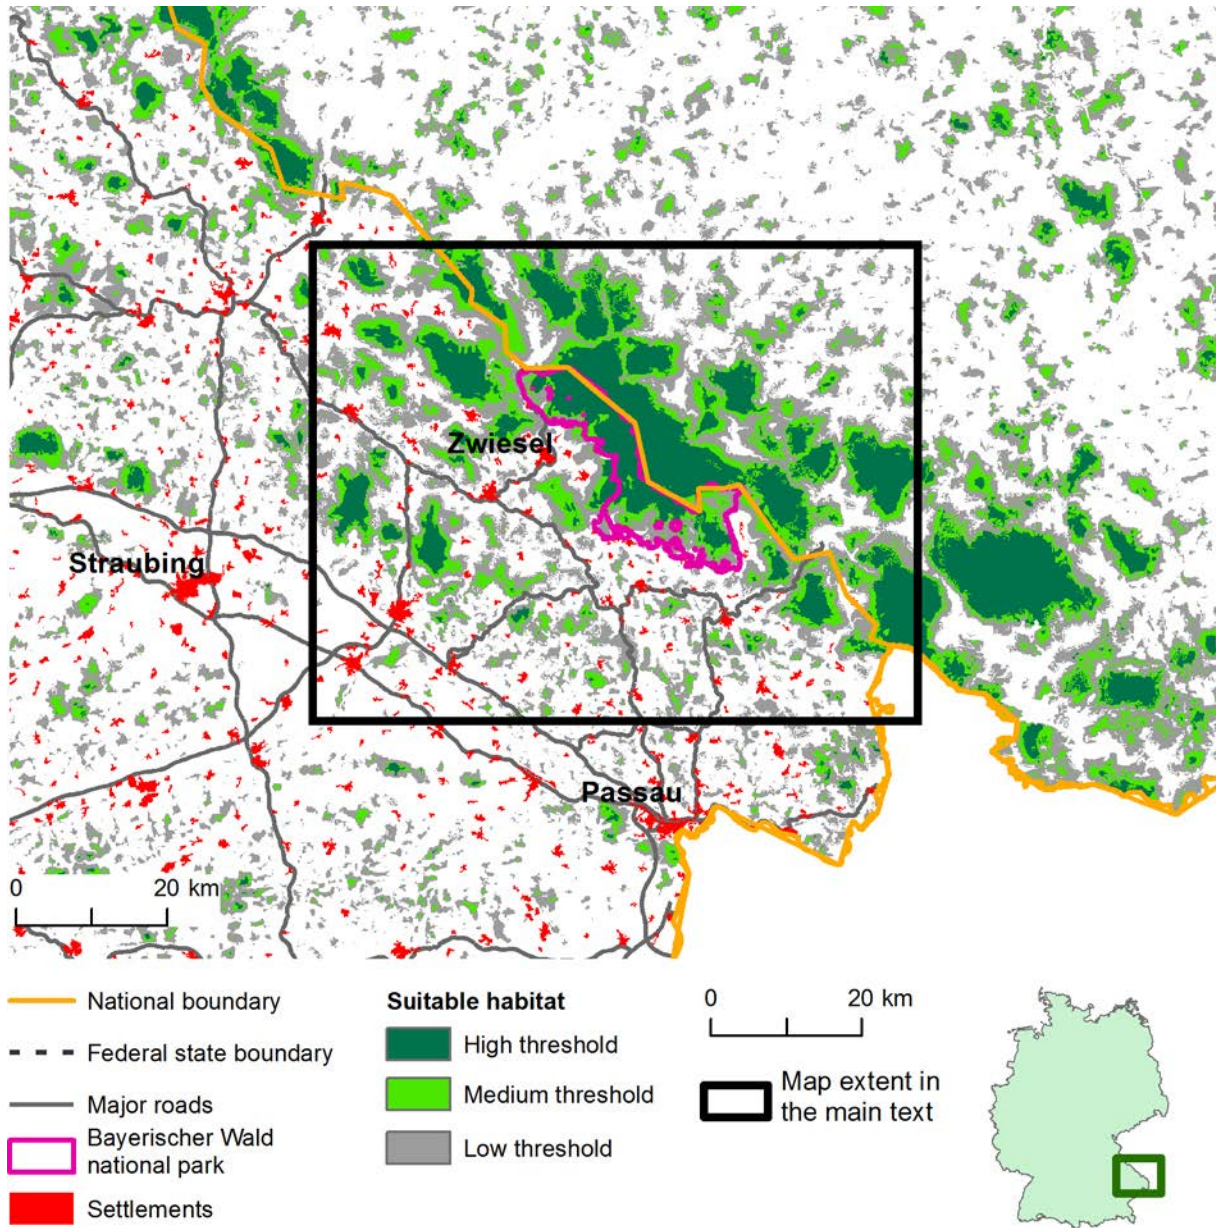 Zwiesel
Straubing
Passau
0 20 km
National boundary
Federal state boundary
Major roads
Bayerischer Wald
national park
Settlements
Suitable habitat
High threshold
Medium threshold
Low threshold
0 20 km
Map extent in
the main text